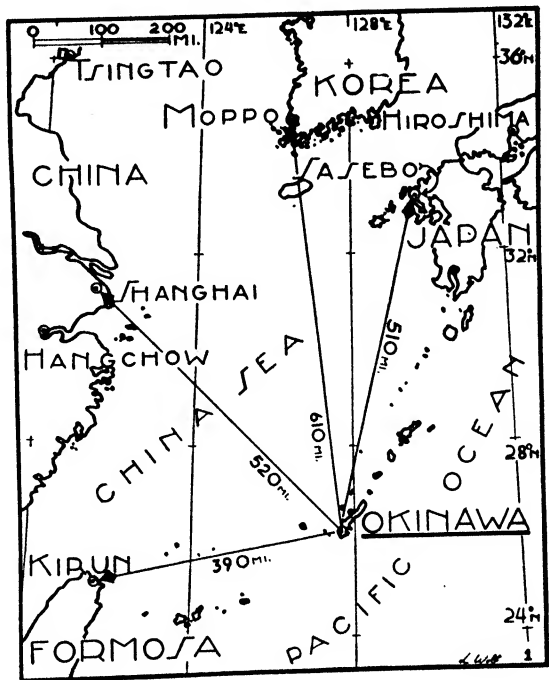 0 100 200 MI.
124°E
128°E
132°E
36°N
TSINGTAO
KOREA
MOPPO
HIROSHIMA
SASEBO
CHINA
JAPAN
32°N
SHANGHAI
HANGCHOW
CHINA SEA
510 MI.
610 MI.
520 MI.
OCEAN
28°N
OKINAWA
KIRUN
390 MI.
PACIFIC
24°N
FORMOSA
1